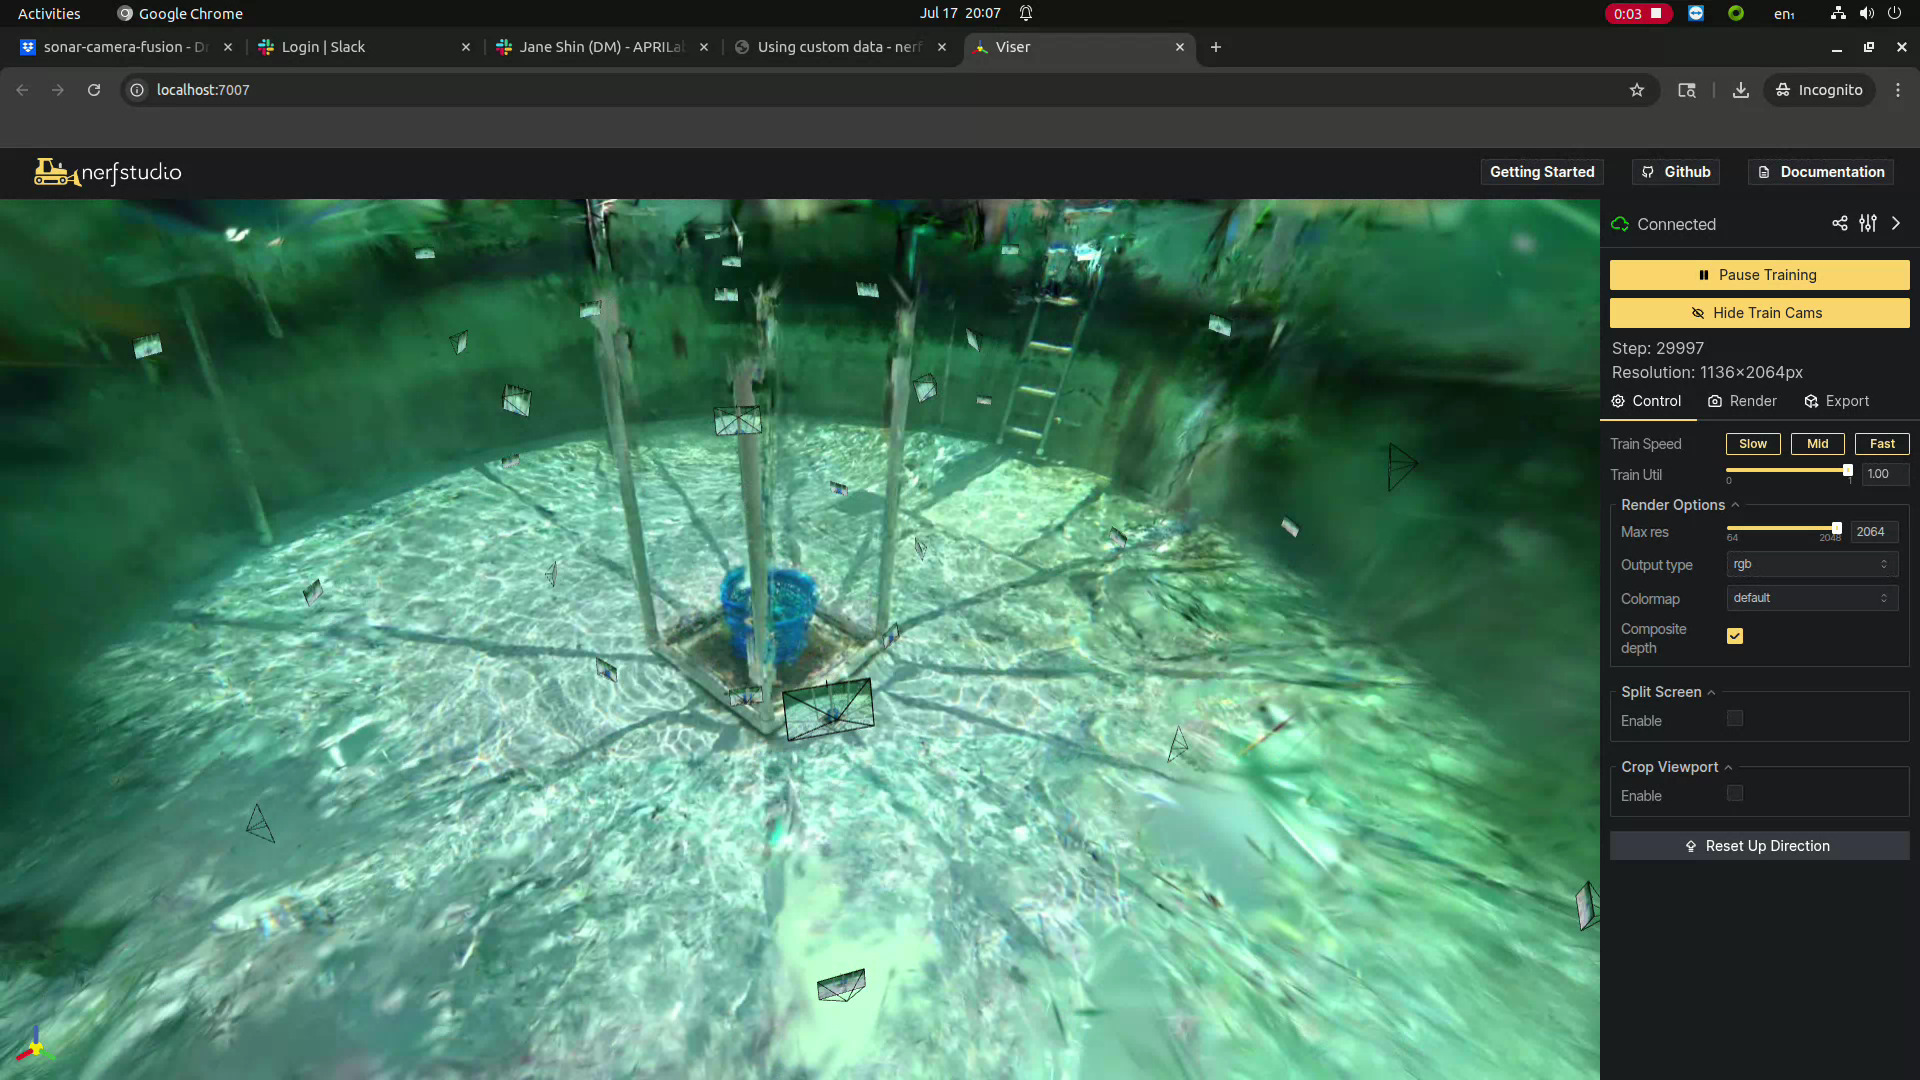 Activities
Google Chrome
Jul 17 20:07
0:03
en₁
sonar-camera-fusion - Dr
Login | Slack
Jane Shin (DM) - APRILa
Using custom data - nerf
Viser
localhost:7007
Incognito
nerfstudio
Getting Started
Github
Documentation
Connected
Pause Training
Hide Train Cams
Step: 29997
Resolution: 1136×2064px
Control
Render
Export
Train Speed
Slow
Mid
Fast
Train Util
1.00
0
1
Render Options
Max res
2064
64
2048
Output type
rgb
Colormap
default
Composite
depth
Split Screen
Enable
Crop Viewport
Enable
Reset Up Direction